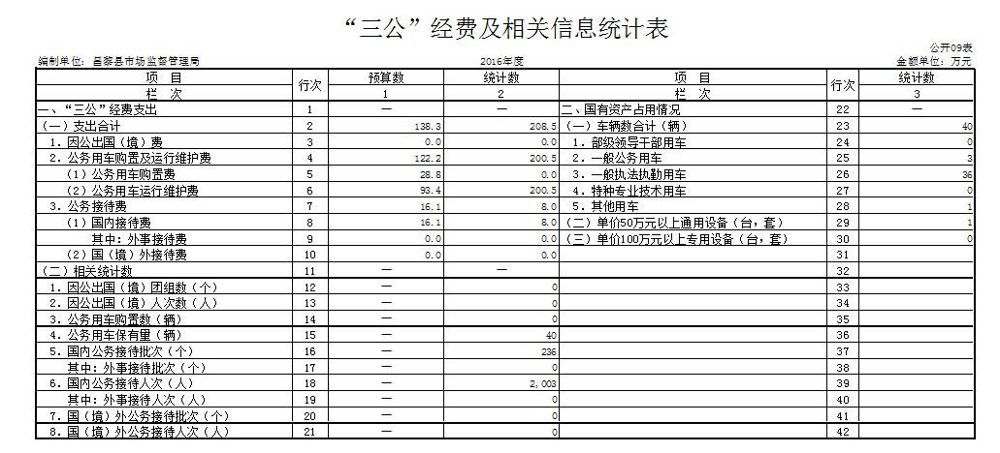 “三公”经费及相关信息统计表
公开09表
编制单位：昌黎县市场监督管理局 2016年度 金额单位：万元
项 目 行次 预算数 统计数 项 目 行次 统计数
栏 次 1 2 栏 次 3
一、“三公”经费支出 1 — — 二、国有资产占用情况 22 —
（一）支出合计 2 138.3 208.5 （一）车辆数合计（辆） 23 40
1．因公出国（境）费 3 0.0 0.0 1．部级领导干部用车 24 0
2．公务用车购置及运行维护费 4 122.2 200.5 2．一般公务用车 25 3
（1）公务用车购置费 5 28.8 0.0 3．一般执法执勤用车 26 36
（2）公务用车运行维护费 6 93.4 200.5 4．特种专业技术用车 27 0
3．公务接待费 7 16.1 8.0 5．其他用车 28 1
（1）国内接待费 8 16.1 8.0 （二）单价50万元以上通用设备（台，套） 29 1
其中：外事接待费 9 0.0 0.0 （三）单价100万元以上专用设备（台，套） 30 0
（2）国（境）外接待费 10 0.0 0.0 31
（二）相关统计数 11 — — 32
1．因公出国（境）团组数（个） 12 — 0 33
2．因公出国（境）人次数（人） 13 — 0 34
3．公务用车购置数（辆） 14 — 0 35
4．公务用车保有量（辆） 15 — 40 36
5．国内公务接待批次（个） 16 — 236 37
其中：外事接待批次（个） 17 — 0 38
6．国内公务接待人次（人） 18 — 2,003 39
其中：外事接待人次（人） 19 — 0 40
7．国（境）外公务接待批次（个） 20 — 0 41
8．国（境）外公务接待人次（人） 21 — 0 42